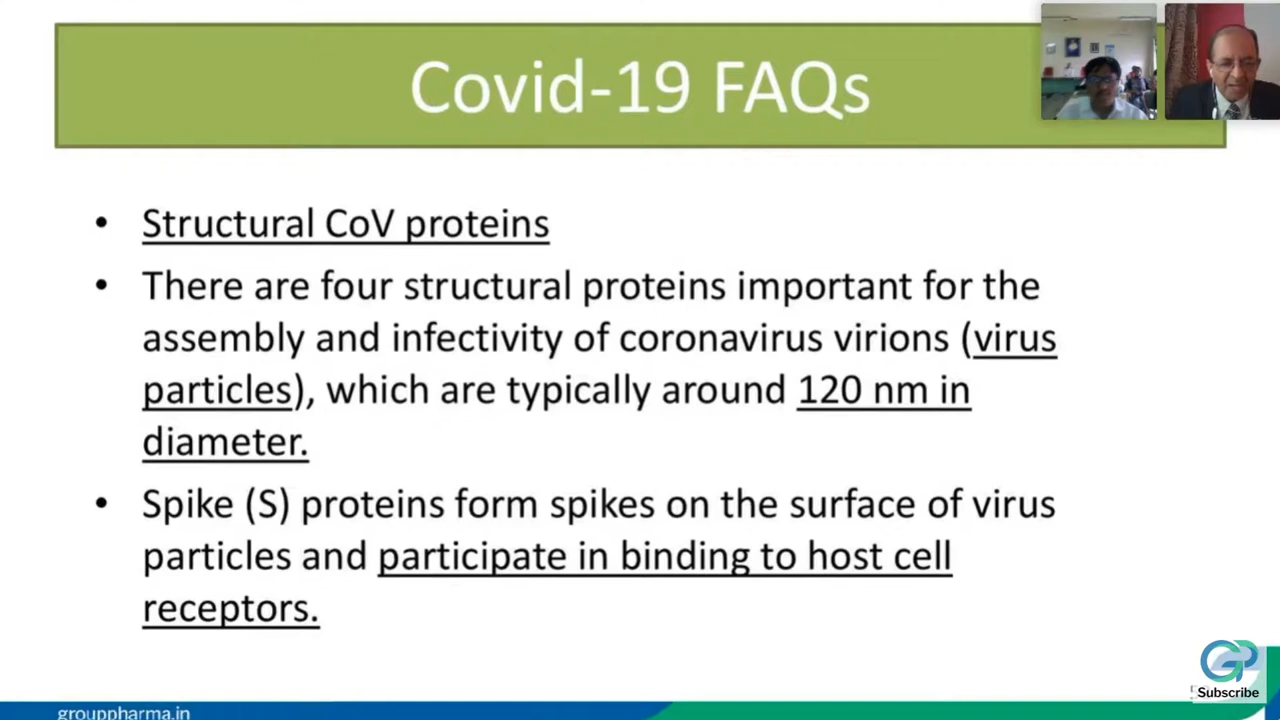 Covid-19 FAQs
• Structural CoV proteins
• There are four structural proteins important for the
assembly and infectivity of coronavirus virions (virus
particles), which are typically around 120 nm in
diameter.
• Spike (S) proteins form spikes on the surface of virus
particles and participate in binding to host cell
receptors.
GP
Subscribe
grouppharma.in